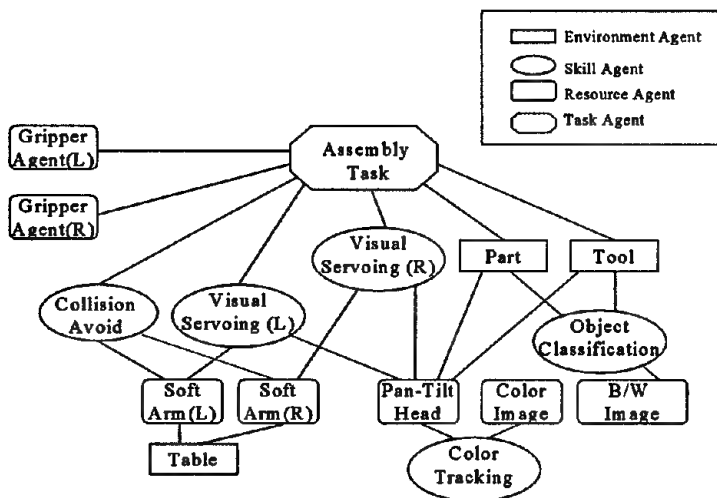 Environment Agent
Skill Agent
Resource Agent
Task Agent
Gripper
Agent(L)
Assembly
Task
Gripper
Agent(R)
Visual
Servoing (R)
Part
Tool
Collision
Avoid
Visual
Servoing (L)
Object
Classification
Soft
Arm(L)
Soft
Arm(R)
Pan-Tilt
Head
Color
Image
B/W
Image
Table
Color
Tracking